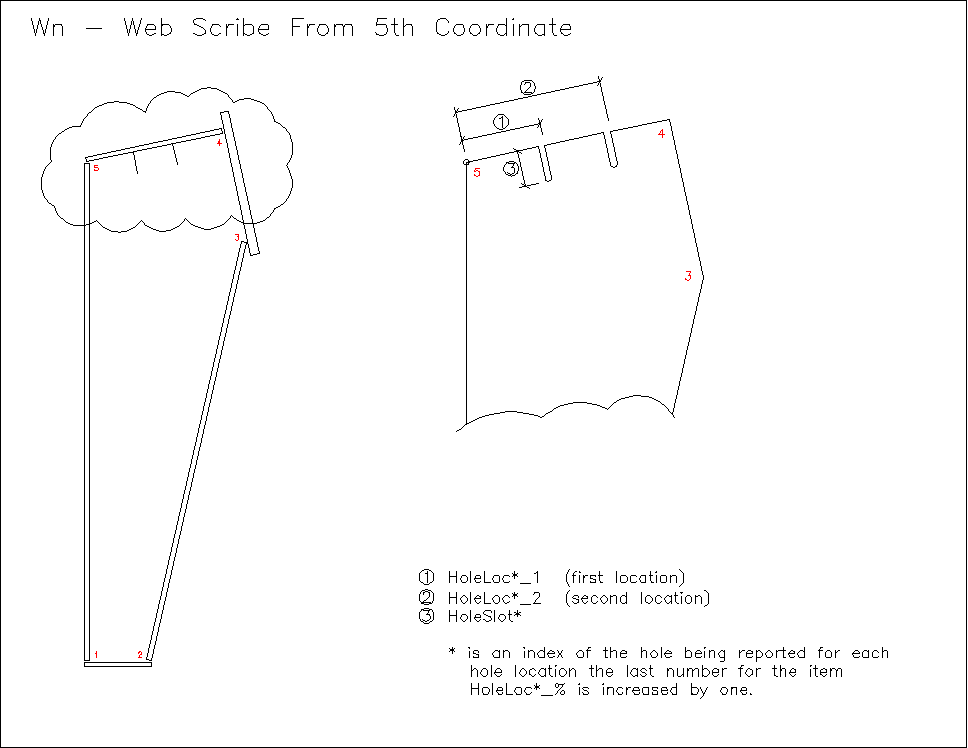 Wn - Web Scribe From 5th Coordinate
2
1
4
4
5
3
5
3
3
① HoleLoc*_1 (first location)
② HoleLoc*_2 (second location)
③ HoleSlot*
* is an index of the hole being reported for each
hole location the last number for the item
HoleLoc*_% is increased by one.
1 2